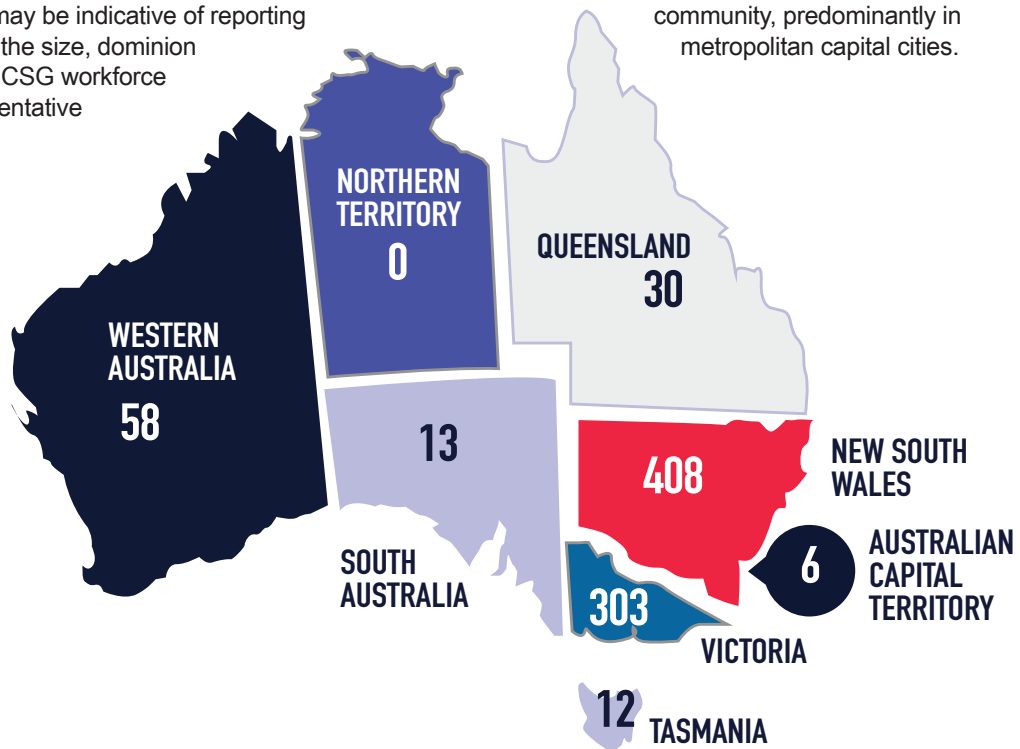 may be indicative of reporting
the size, dominion
CSG workforce
entative
community, predominantly in
metropolitan capital cities.
NORTHERN
TERRITORY
0
QUEENSLAND
30
WESTERN
AUSTRALIA
58
13
SOUTH
AUSTRALIA
408
NEW SOUTH
WALES
6
AUSTRALIAN
CAPITAL
TERRITORY
303
VICTORIA
12
TASMANIA